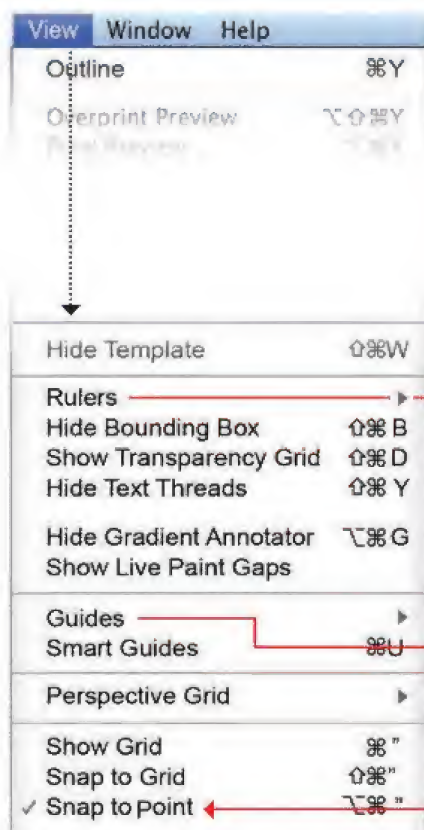 View Window Help
Outline ⌘Y
Overprint Preview ⌥⇧⌘Y
Hide Template ⇧⌘W
Rulers
Hide Bounding Box ⇧⌘B
Show Transparency Grid ⇧⌘D
Hide Text Threads ⇧⌘Y
Hide Gradient Annotator ⌥⌘G
Show Live Paint Gaps
Guides
Smart Guides ⌘U
Perspective Grid
Show Grid ⌘"
Snap to Grid ⇧⌘"
✓ Snap to Point ⌥⌘"